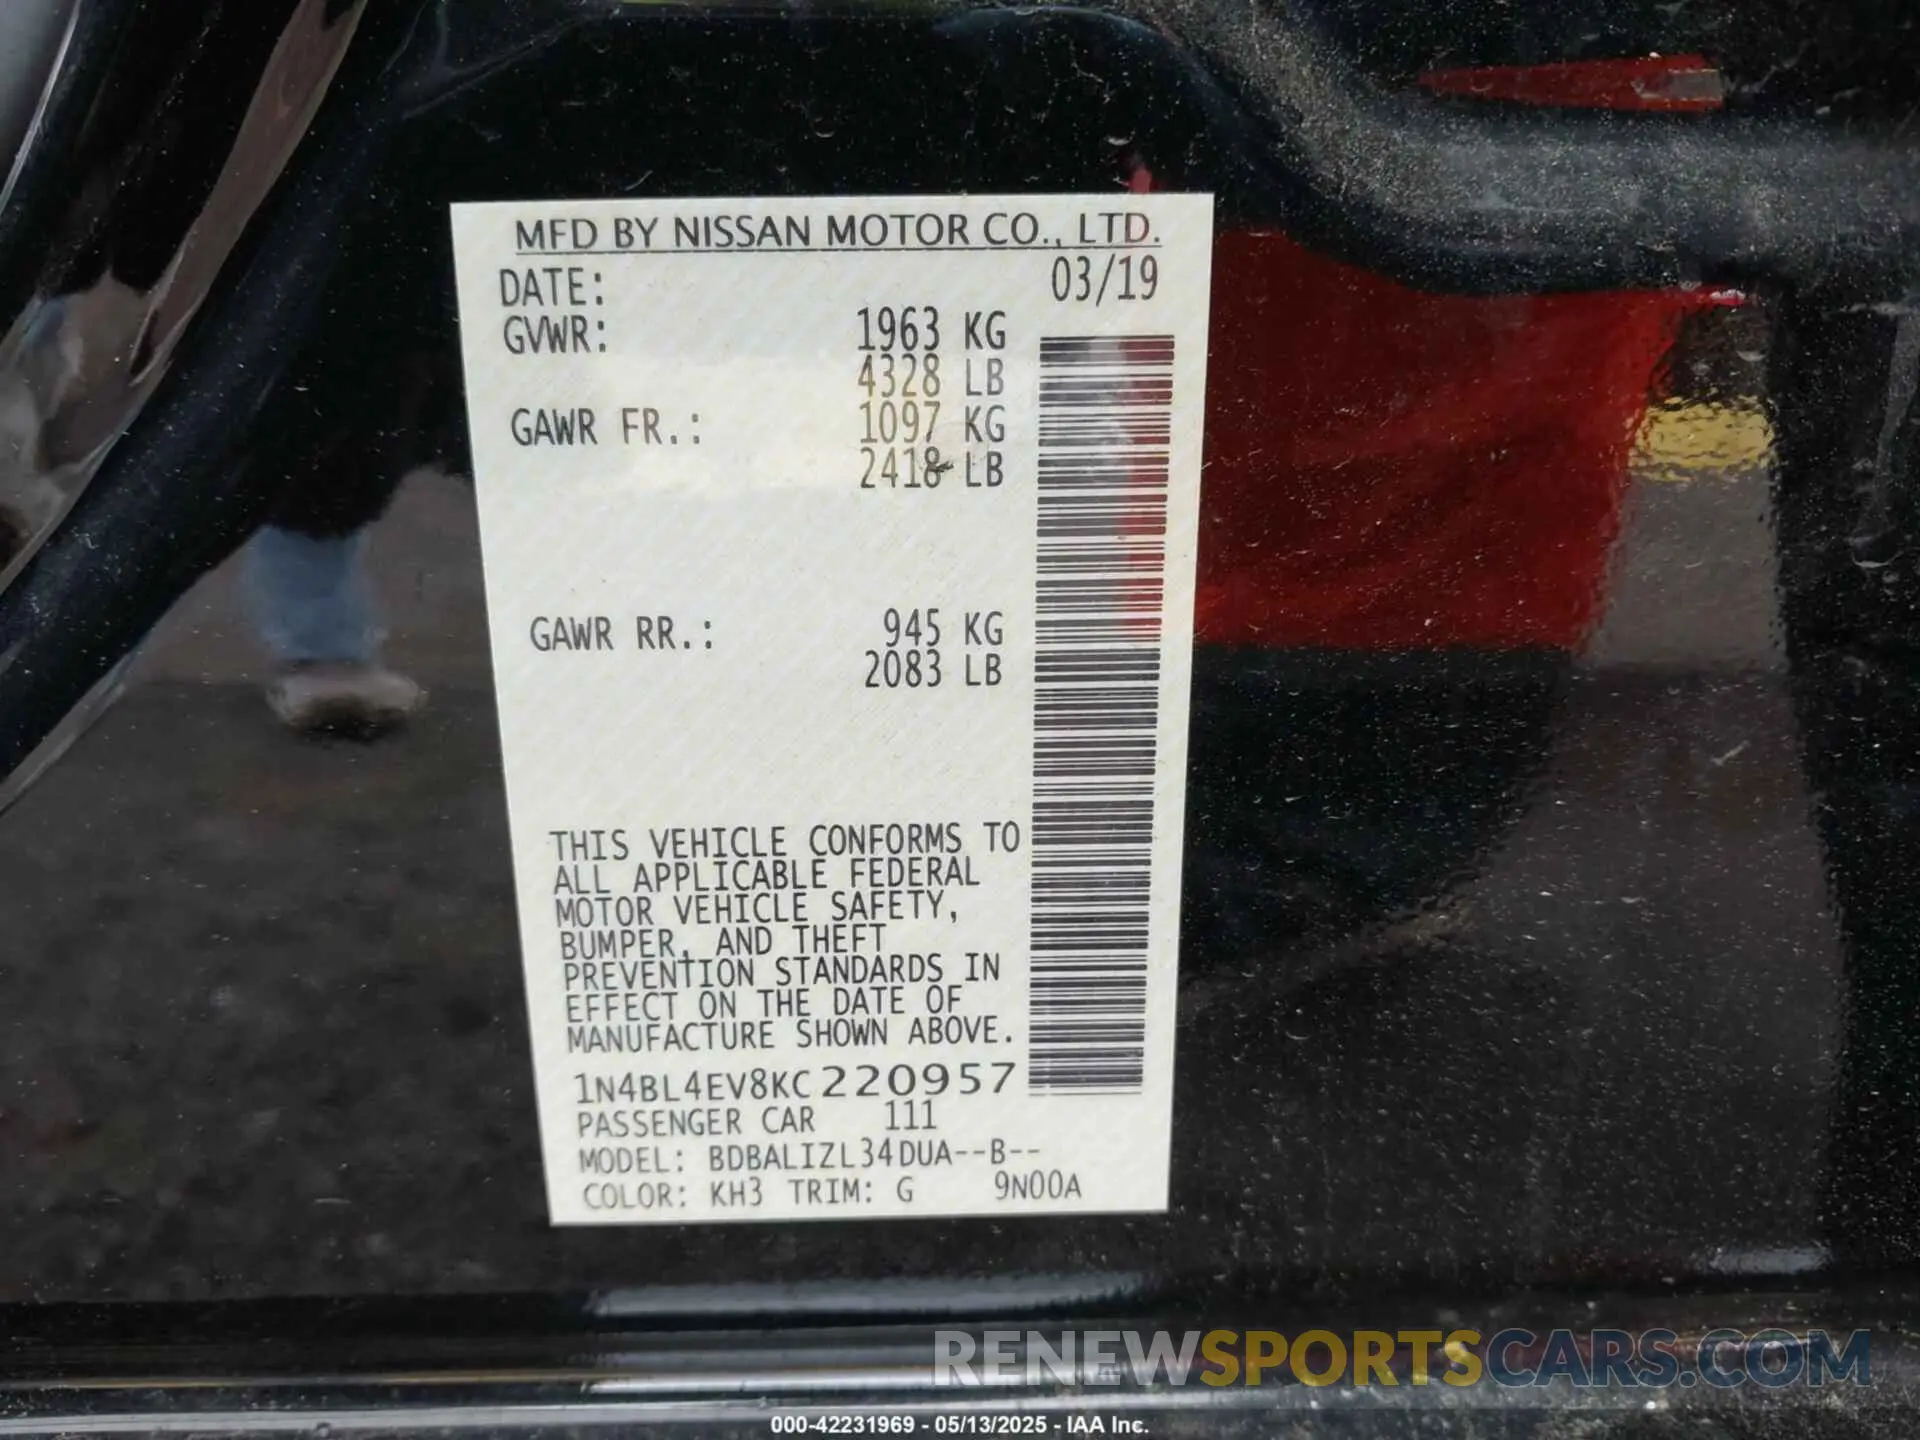 MFD BY NISSAN MOTOR CO., LTD.
DATE: 03/19
GVWR: 1963 KG
4328 LB
GAWR FR.: 1097 KG
2418 LB
GAWR RR.: 945 KG
2083 LB
THIS VEHICLE CONFORMS TO
ALL APPLICABLE FEDERAL
MOTOR VEHICLE SAFETY,
BUMPER, AND THEFT
PREVENTION STANDARDS IN
EFFECT ON THE DATE OF
MANUFACTURE SHOWN ABOVE.
1N4BL4EV8KC220957
PASSENGER CAR 111
MODEL: BDBALIZL34DUA--B--
COLOR: KH3 TRIM: G 9N00A
RENEWSPORTSCARS.COM
000-42231969 - 05/13/2025 - IAA Inc.